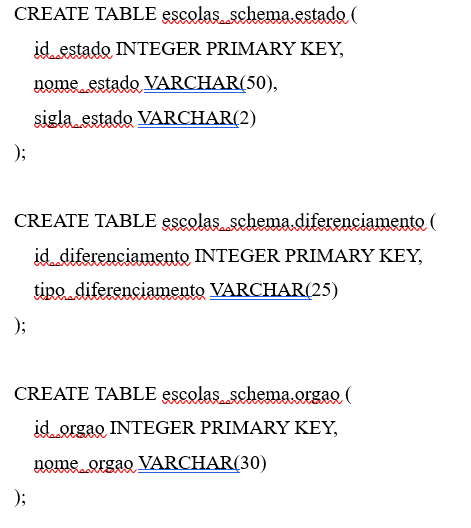 CREATE TABLE escolas_schema.estado (
id_estado INTEGER PRIMARY KEY,
nome_estado VARCHAR(50),
sigla_estado VARCHAR(2)
);
CREATE TABLE escolas_schema.diferenciamento (
id_diferenciamento INTEGER PRIMARY KEY,
tipo_diferenciamento VARCHAR(25)
);
CREATE TABLE escolas_schema.orgao (
id_orgao INTEGER PRIMARY KEY,
nome_orgao VARCHAR(30)
);